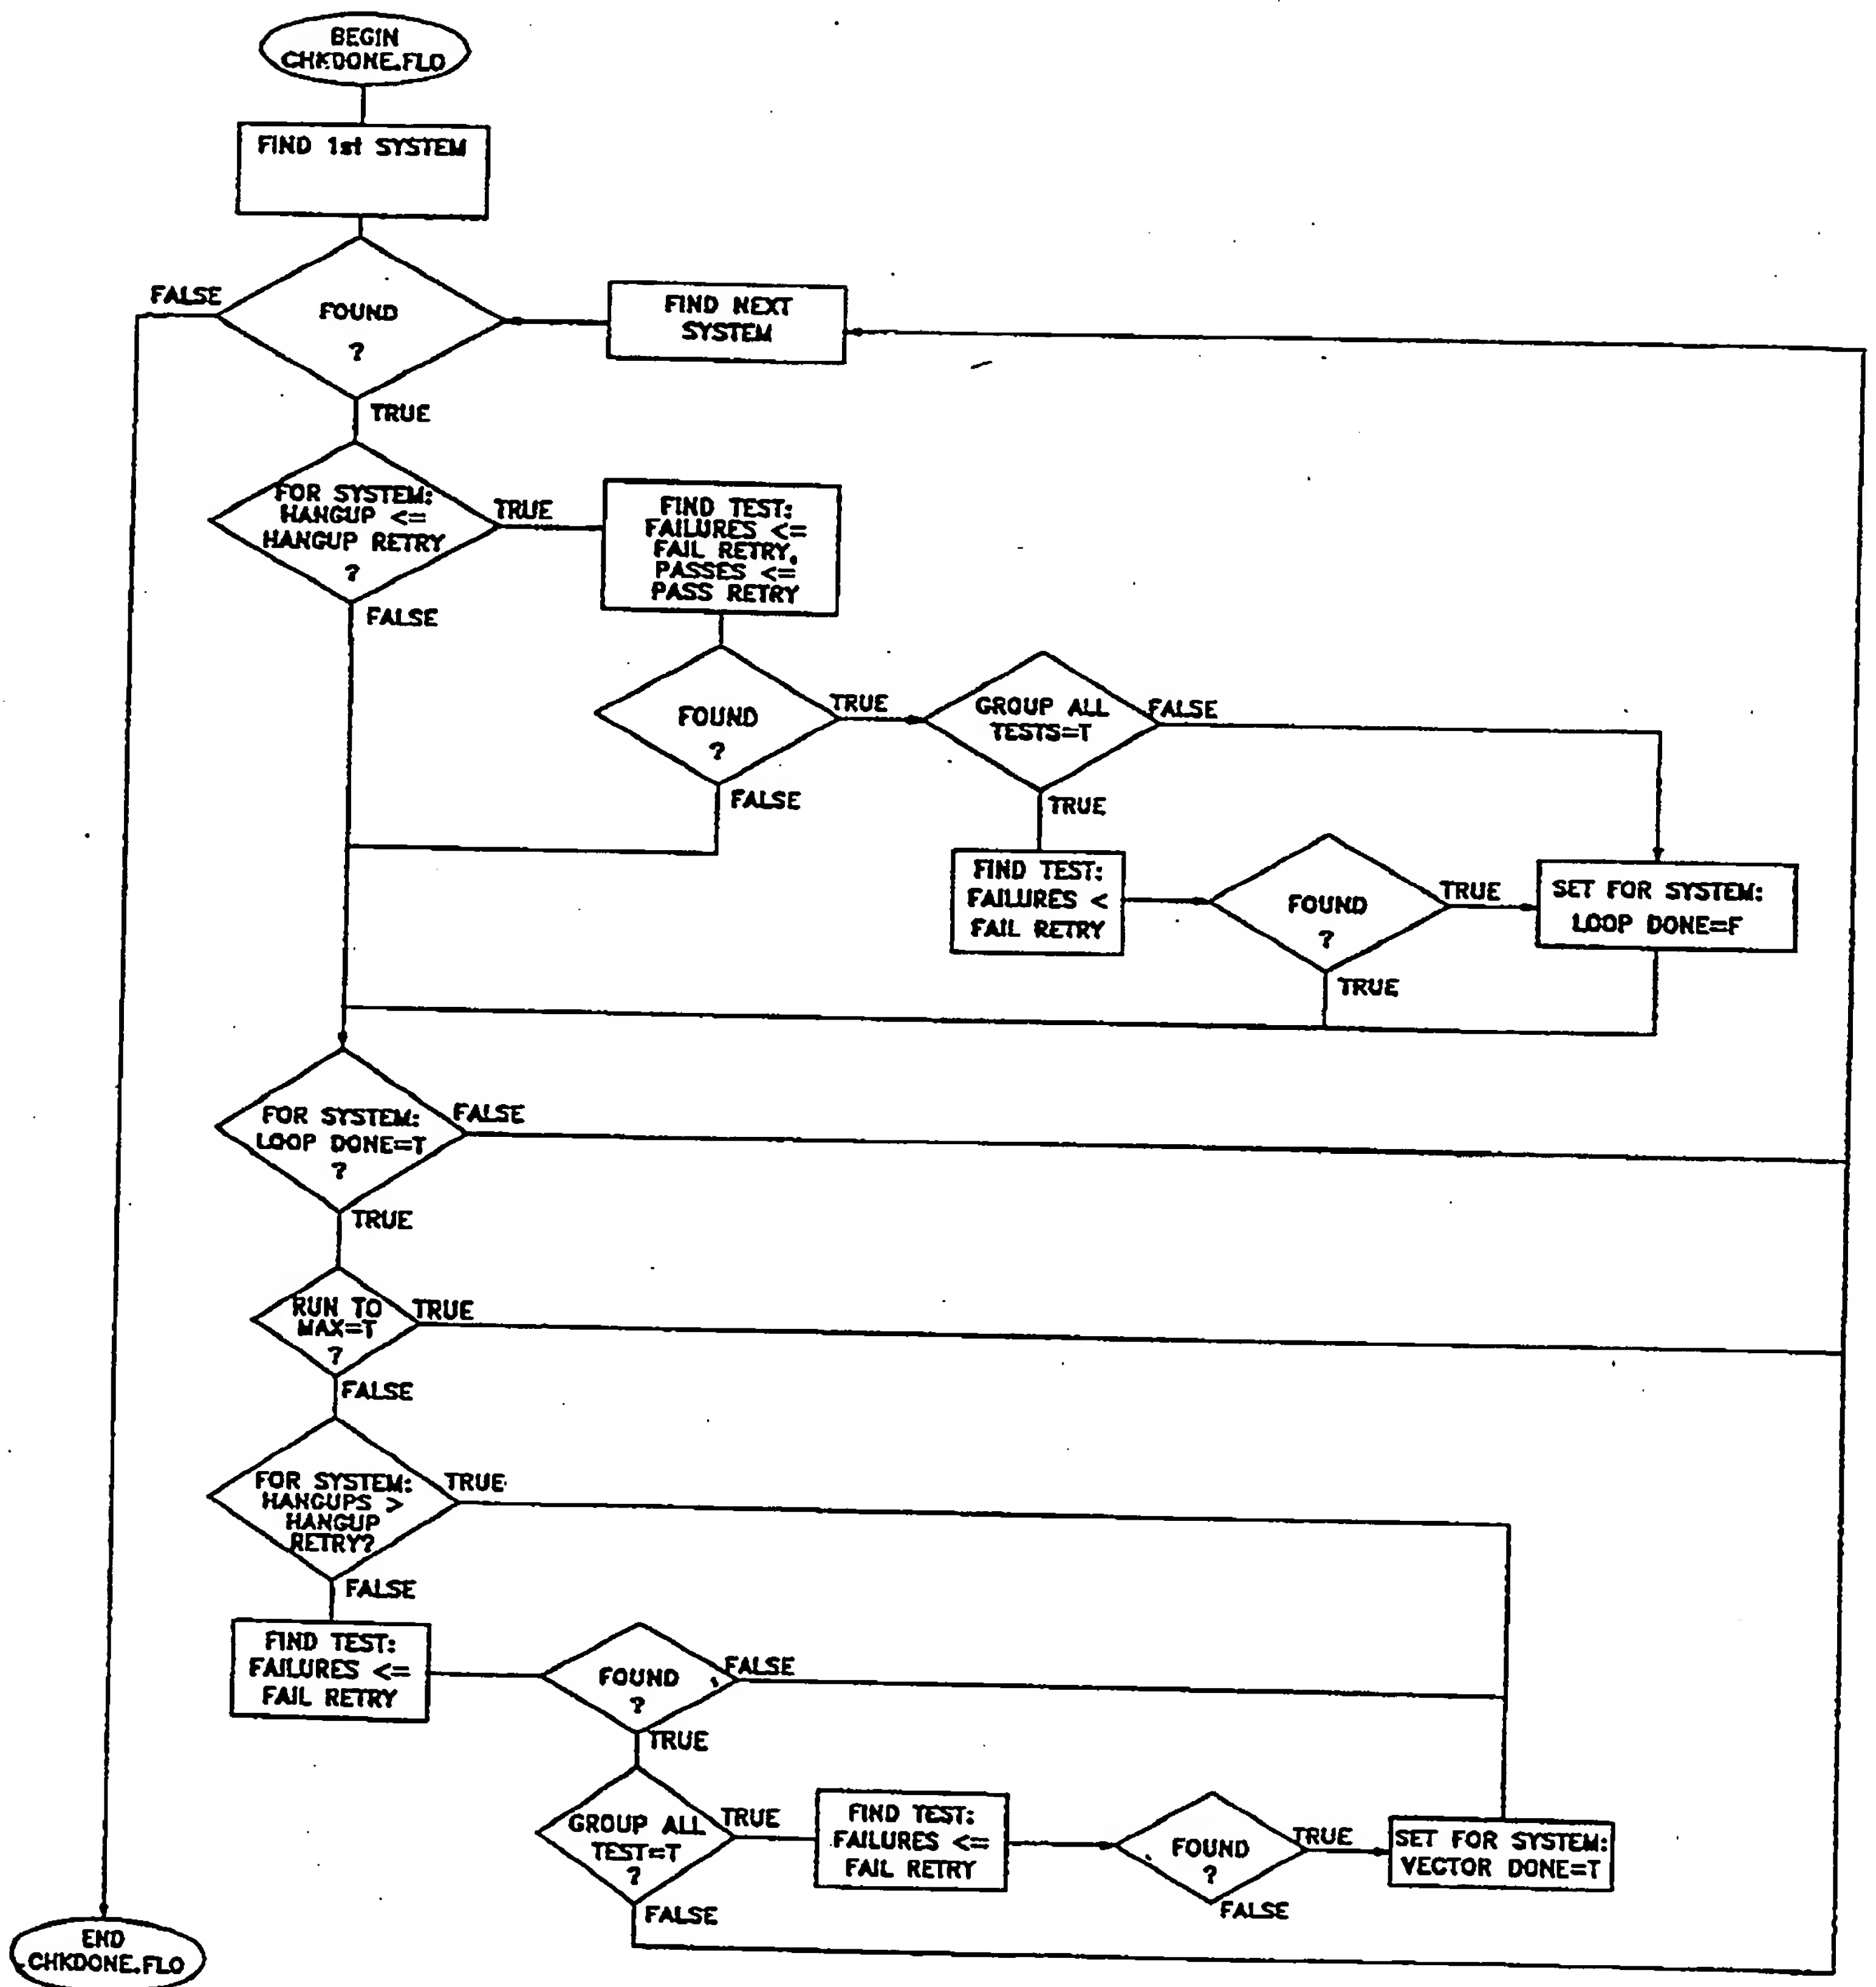 BEGIN
CHKDONE.FLO
FIND 1st SYSTEM
FALSE
FOUND
?
FIND NEXT
SYSTEM
TRUE
FOR SYSTEM:
HANGUP <=
HANGUP RETRY
?
TRUE
FALSE
FIND TEST:
FAILURES <=
FAIL RETRY,
PASSES <=
PASS RETRY
FOUND
?
TRUE
FALSE
GROUP ALL
TESTS=T
FALSE
TRUE
FIND TEST:
FAILURES <
FAIL RETRY
FOUND
?
TRUE
TRUE
SET FOR SYSTEM:
LOOP DONE=F
FOR SYSTEM:
LOOP DONE=T
?
FALSE
TRUE
RUN TO
MAX=T
?
TRUE
FALSE
FOR SYSTEM:
HANGUPS >
HANGUP
RETRY?
TRUE
FALSE
FIND TEST:
FAILURES <=
FAIL RETRY
FOUND
?
FALSE
TRUE
GROUP ALL
TEST=T
?
TRUE
FALSE
FIND TEST:
FAILURES <=
FAIL RETRY
FOUND
?
TRUE
FALSE
SET FOR SYSTEM:
VECTOR DONE=T
END
CHKDONE.FLO